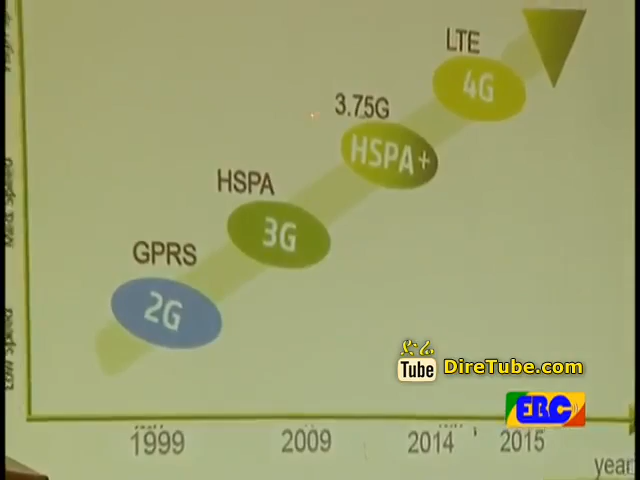 LTE
4G
3.75G
HSPA+
HSPA
3G
GPRS
2G
ድሬ
Tube DireTube.com
EBC
1999 2009 2014 2015
year